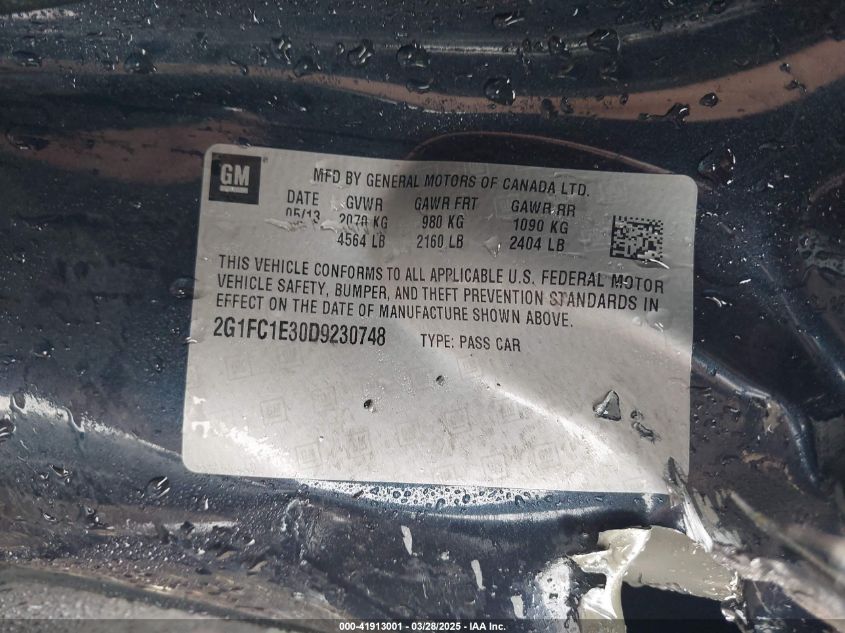 GM
MFD BY GENERAL MOTORS OF CANADA LTD.
DATE GVWR GAWR FRT GAWR RR
05/13 2070 KG 980 KG 1090 KG
4564 LB 2160 LB 2404 LB
THIS VEHICLE CONFORMS TO ALL APPLICABLE U.S. FEDERAL MOTOR
VEHICLE SAFETY, BUMPER, AND THEFT PREVENTION STANDARDS IN
EFFECT ON THE DATE OF MANUFACTURE SHOWN ABOVE.
2G1FC1E30D9230748 TYPE: PASS CAR
000-41913001 | 03/28/2025 - IAA Inc.